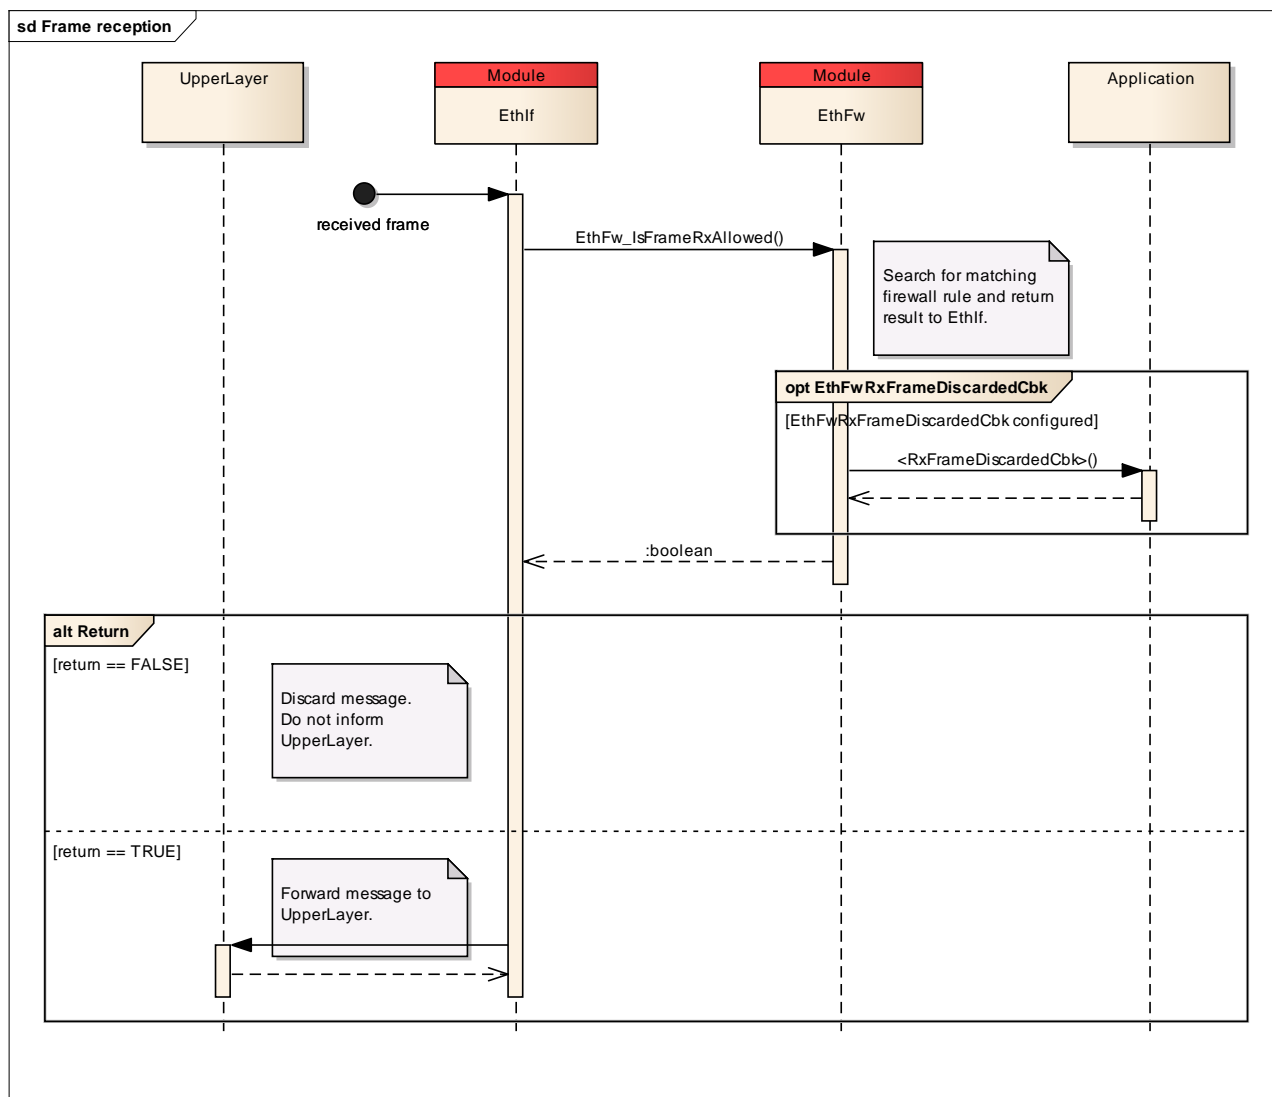 sd Frame reception
UpperLayer
Module
EthIf
Module
EthFw
Application
received frame
EthFw_IsFrameRxAllowed()
Search for matching
firewall rule and return
result to EthIf.
opt EthFwRxFrameDiscardedCbk
[EthFwRxFrameDiscardedCbk configured]
<RxFrameDiscardedCbk>()
:boolean
alt Return
[return == FALSE]
Discard message.
Do not inform
UpperLayer.
[return == TRUE]
Forward message to
UpperLayer.